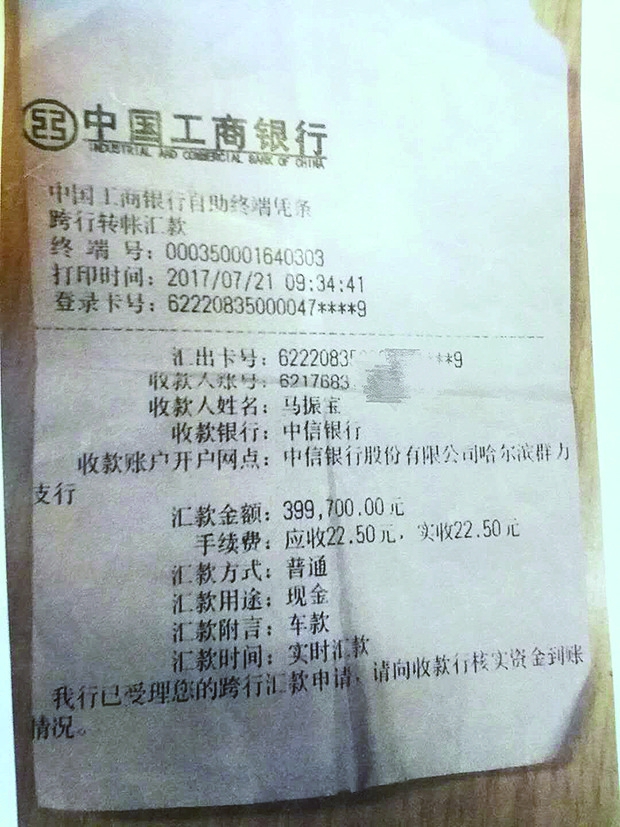 中国工商银行
INDUSTRIAL AND COMMERCIAL BANK OF CHINA
中国工商银行自助终端凭条
跨行转帐汇款
终 端 号：000350001640303
打印时间：2017/07/21 09:34:41
登录卡号：62220835000047****9
汇出卡号：62220835 **9
收款人账号：6217683
收款人姓名：马振宝
收款银行：中信银行
收款账户开户网点：中信银行股份有限公司哈尔滨群力
支行
汇款金额：399,700.00元
手续费：应收22.50元，实收22.50元
汇款方式：普通
汇款用途：现金
汇款附言：车款
汇款时间：实时汇款
我行已受理您的跨行汇款申请，请向收款行核实资金到账
情况。